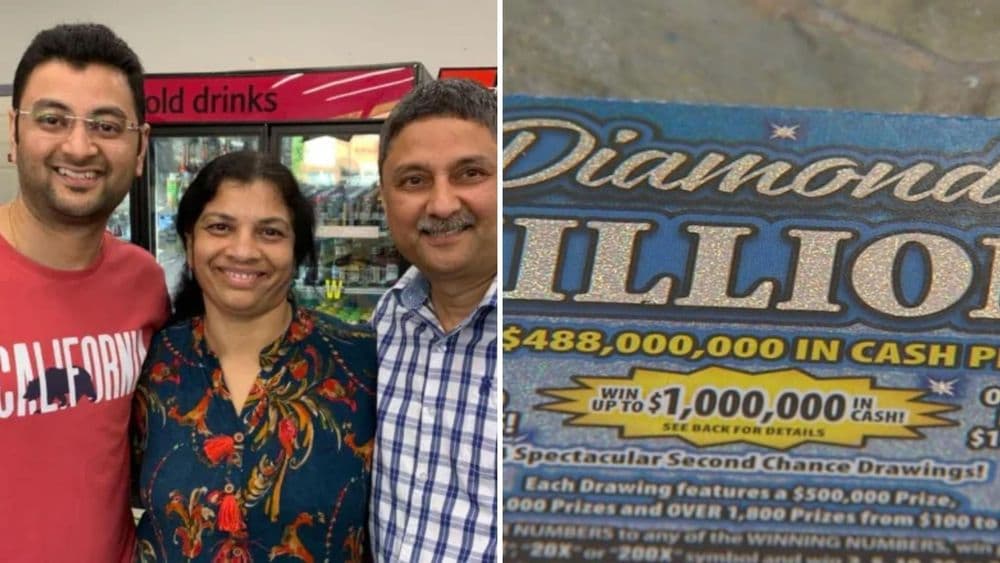 old drinks
CALIFORN
W
Diamond
ILLION
$488,000,000 IN CASH P
WIN
UP TO $1,000,000 IN
CASH!
SEE BACK FOR DETAILS
$1
Spectacular Second Chance Drawings!
Each Drawing features a $500,000 Prize,
,000 Prizes and OVER 1,800 Prizes from $100 to
NUMBERS to any of the WINNING NUMBERS, win
"20X" or "200X" symbol and win